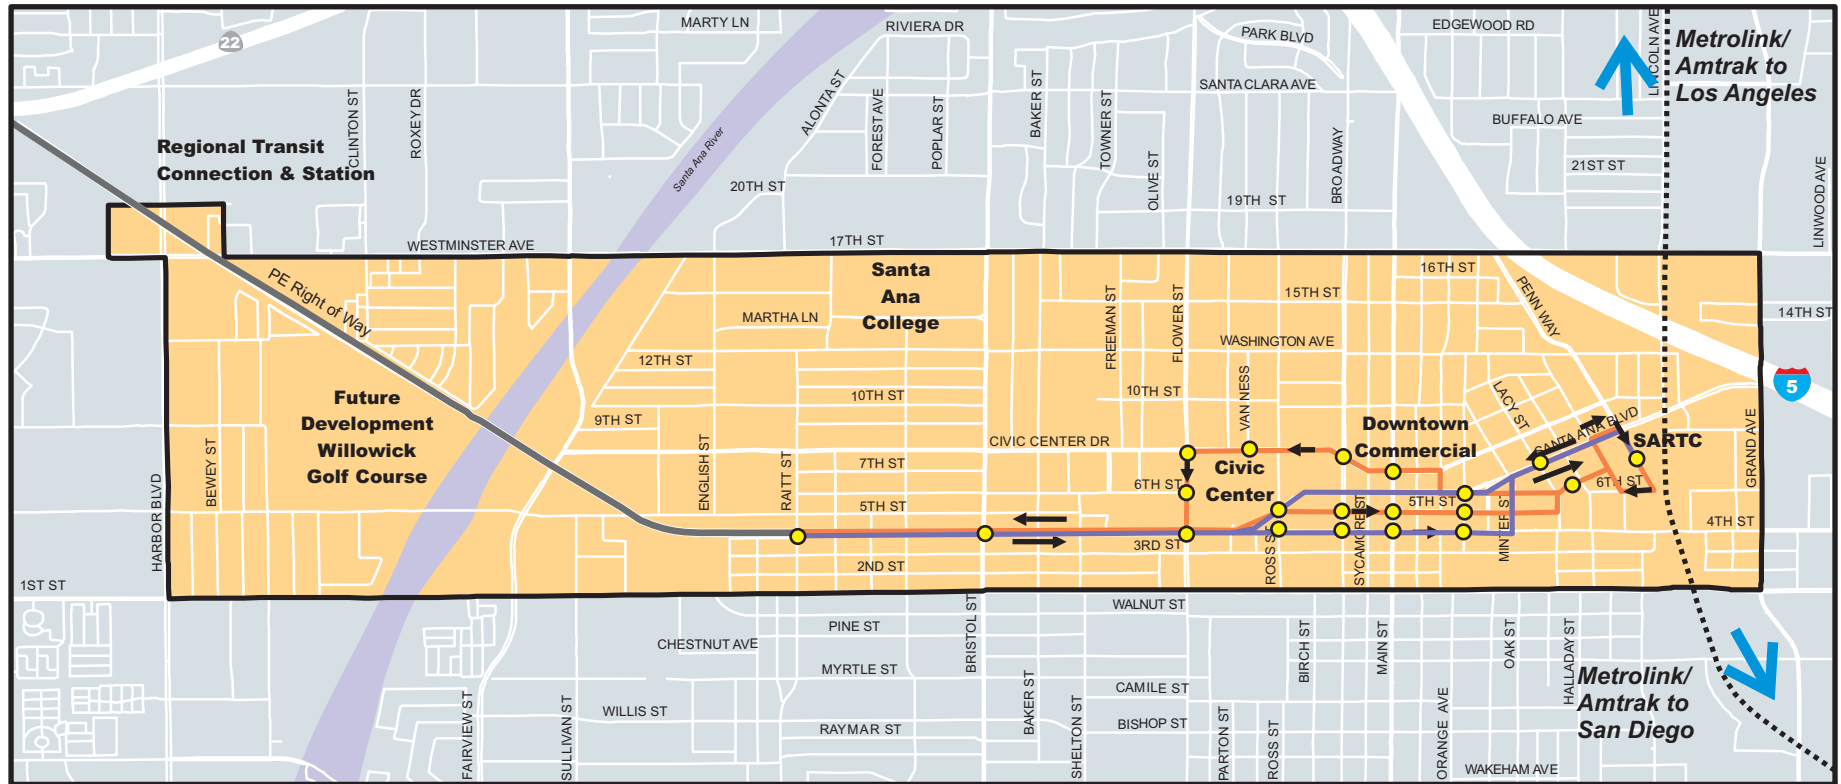 MARTY LN
RIVIERA DR
EDGEWOOD RD
PARK BLVD
LINCOLN AVE
Metrolink/
Amtrak to
Los Angeles
22
SANTA CLARA AVE
BUFFALO AVE
CLINTON ST
ROXEY DR
ALONTA ST
FOREST AVE
POPLAR ST
BAKER ST
TOWNER ST
OLIVE ST
BROADWAY
Regional Transit
Connection & Station
Santa Ana River
21ST ST
20TH ST
19TH ST
LINWOOD AVE
WESTMINSTER AVE
17TH ST
PE Right of Way
Santa
Ana
College
16TH ST
15TH ST
PENN WAY
14TH ST
MARTHA LN
FREEMAN ST
FLOWER ST
WASHINGTON AVE
12TH ST
VAN NESS
10TH ST
10TH ST
LACY ST
5
Future
Development
Willowick
Golf Course
9TH ST
CIVIC CENTER DR
Downtown
Commercial
SANTA ANA BLVD
SARTC
GRAND AVE
HARBOR BLVD
BEWEY ST
ENGLISH ST
RAITT ST
7TH ST
Civic
Center
6TH ST
6TH ST
5TH ST
5TH ST
4TH ST
3RD ST
ROSS ST
SYCAMORE ST
MINTER ST
2ND ST
1ST ST
WALNUT ST
BRISTOL ST
PINE ST
CHESTNUT AVE
MYRTLE ST
BIRCH ST
MAIN ST
OAK ST
HALLADAY ST
Metrolink/
Amtrak to
San Diego
CAMILE ST
BISHOP ST
WILLIS ST
RAYMAR ST
FAIRVIEW ST
SULLIVAN ST
BAKER ST
SHELTON ST
PARTON ST
ROSS ST
ORANGE AVE
WAKEHAM AVE